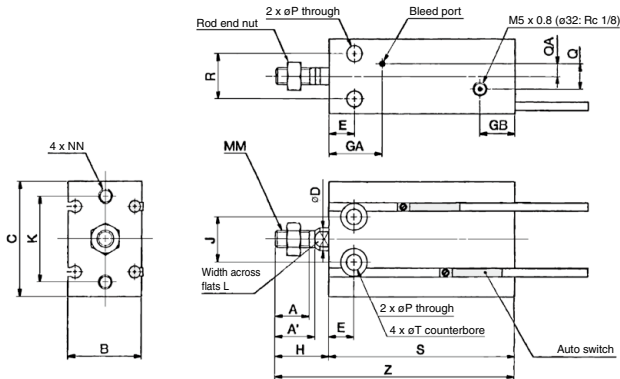 2 x øP through
Bleed port
Rod end nut
M5 x 0.8 (ø32: Rc 1/8)
QA
Q
R
E
GA
GB
4 x NN
MM
øD
C
K
J
Width across
flats L
A
A'
E
2 x øP through
4 x øT counterbore
Auto switch
B
H
S
Z